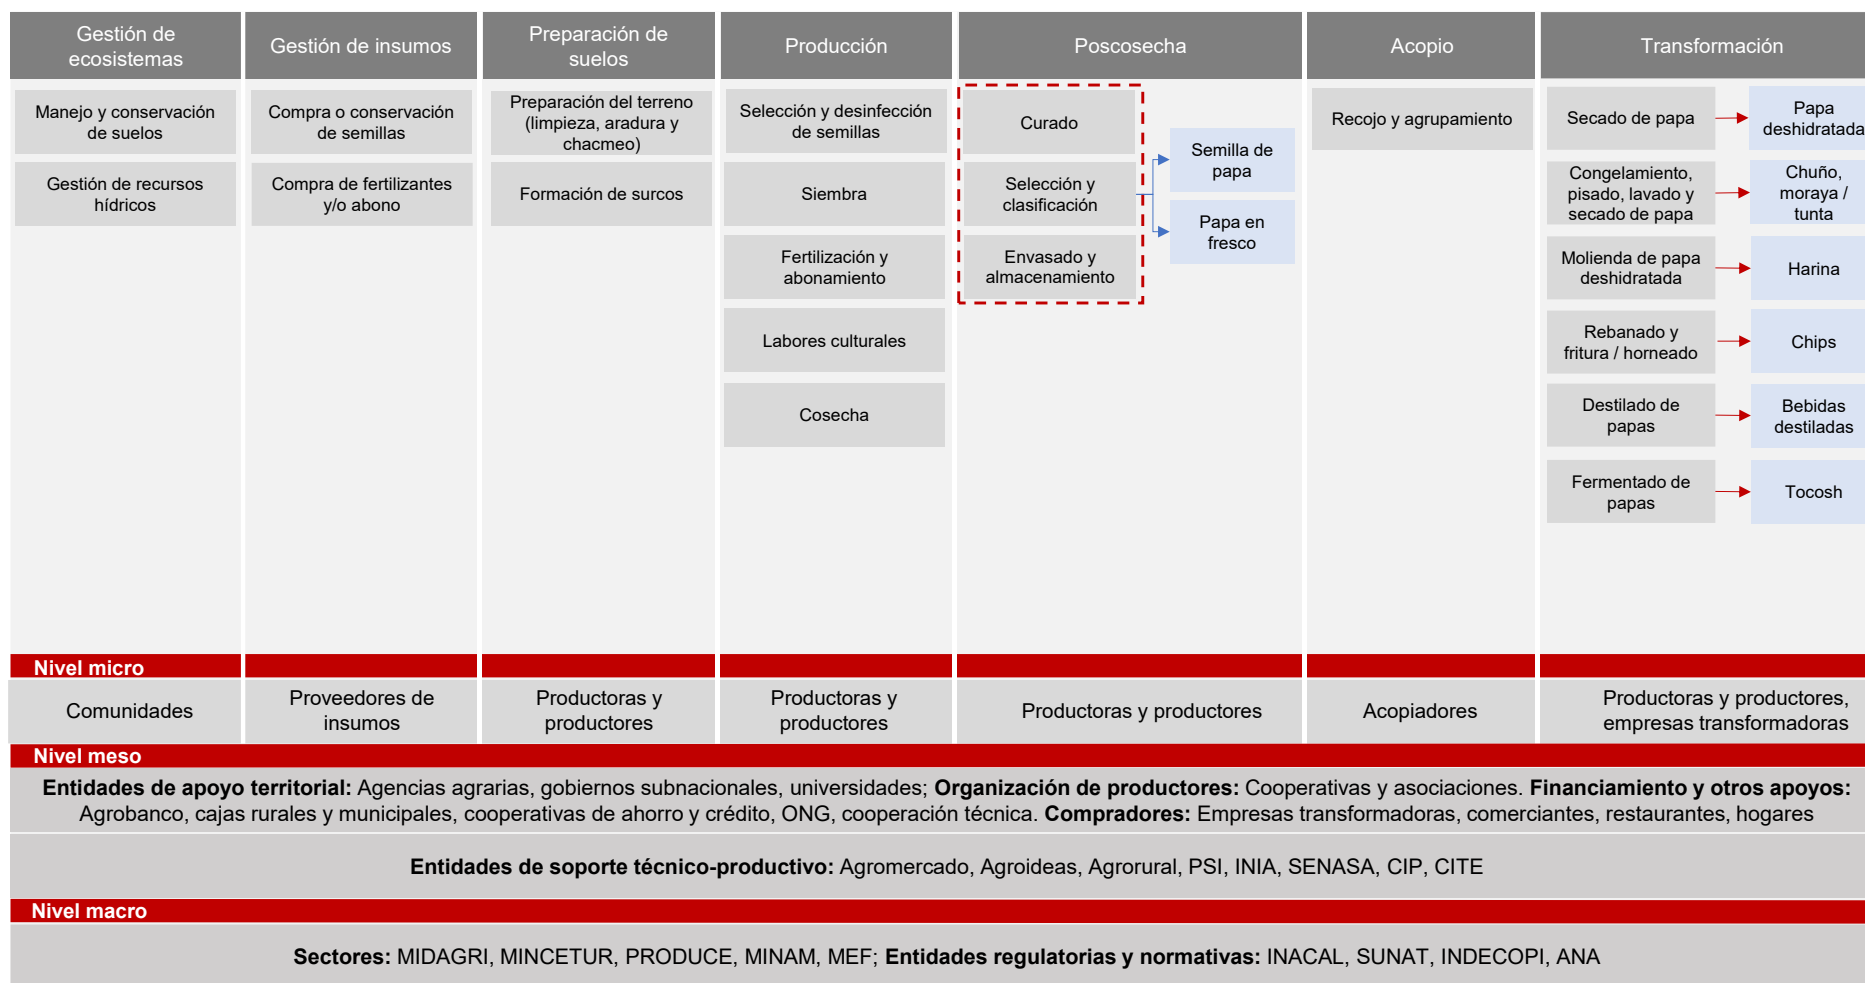 Gestión de
ecosistemas
Gestión de insumos
Preparación de
suelos
Producción
Poscosecha
Acopio
Transformación
Manejo y conservación
de suelos
Gestión de recursos
hídricos
Compra o conservación
de semillas
Compra de fertilizantes
y/o abono
Preparación del terreno
(limpieza, aradura y
chacmeo)
Formación de surcos
Selección y desinfección
de semillas
Siembra
Fertilización y
abonamiento
Labores culturales
Cosecha
Curado
Selección y
clasificación
Envasado y
almacenamiento
Semilla de
papa
Papa en
fresco
Recojo y agrupamiento
Secado de papa
Papa
deshidratada
Congelamiento,
pisado, lavado y
secado de papa
Chuño,
moraya /
tunta
Molienda de papa
deshidratada
Harina
Rebanado y
fritura / horneado
Chips
Destilado de
papas
Bebidas
destiladas
Fermentado de
papas
Tocosh
Nivel micro
Comunidades
Proveedores de
insumos
Productoras y
productores
Productoras y
productores
Productoras y productores
Acopiadores
Productoras y productores,
empresas transformadoras
Nivel meso
Entidades de apoyo territorial: Agencias agrarias, gobiernos subnacionales, universidades; Organización de productores: Cooperativas y asociaciones. Financiamiento y otros apoyos:
Agrobanco, cajas rurales y municipales, cooperativas de ahorro y crédito, ONG, cooperación técnica. Compradores: Empresas transformadoras, comerciantes, restaurantes, hogares
Entidades de soporte técnico-productivo: Agromercado, Agroideas, Agrorural, PSI, INIA, SENASA, CIP, CITE
Nivel macro
Sectores: MIDAGRI, MINCETUR, PRODUCE, MINAM, MEF; Entidades regulatorias y normativas: INACAL, SUNAT, INDECOPI, ANA